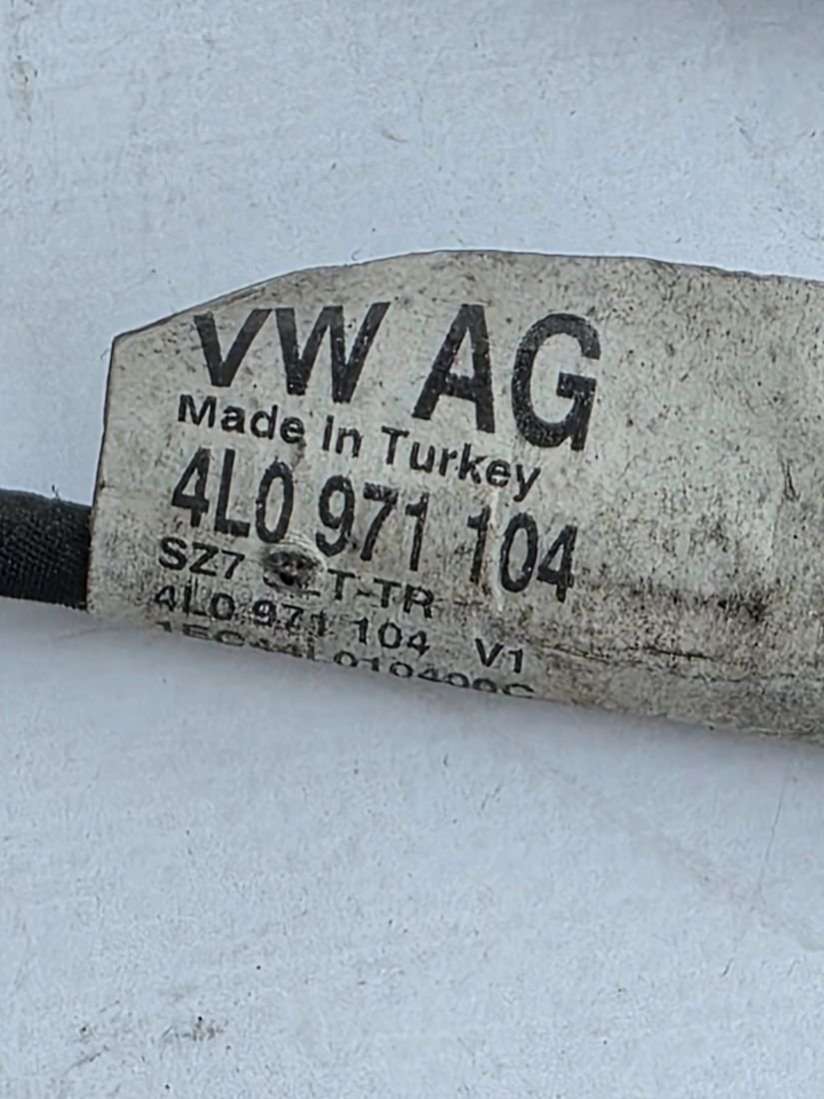 VW AG
Made In Turkey
4L0 971 104
SZ7
4L0 971 104 V1